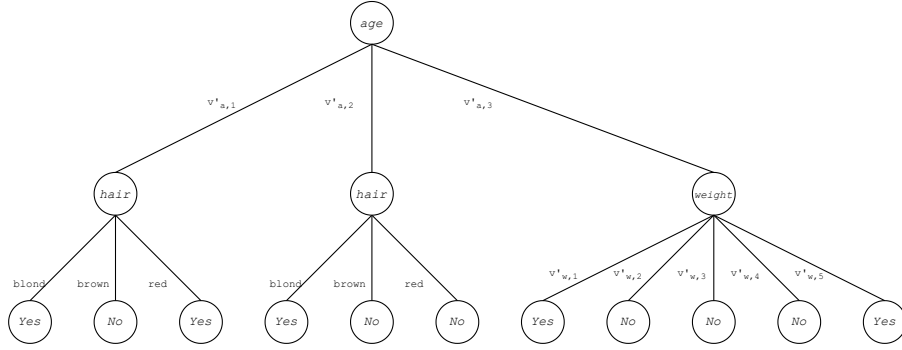 age
v'a,1 v'a,2 v'a,3
hair hair weight
blond brown red blond brown red v'w,1 v'w,2 v'w,3 v'w,4 v'w,5
Yes No Yes Yes No No Yes No No No Yes